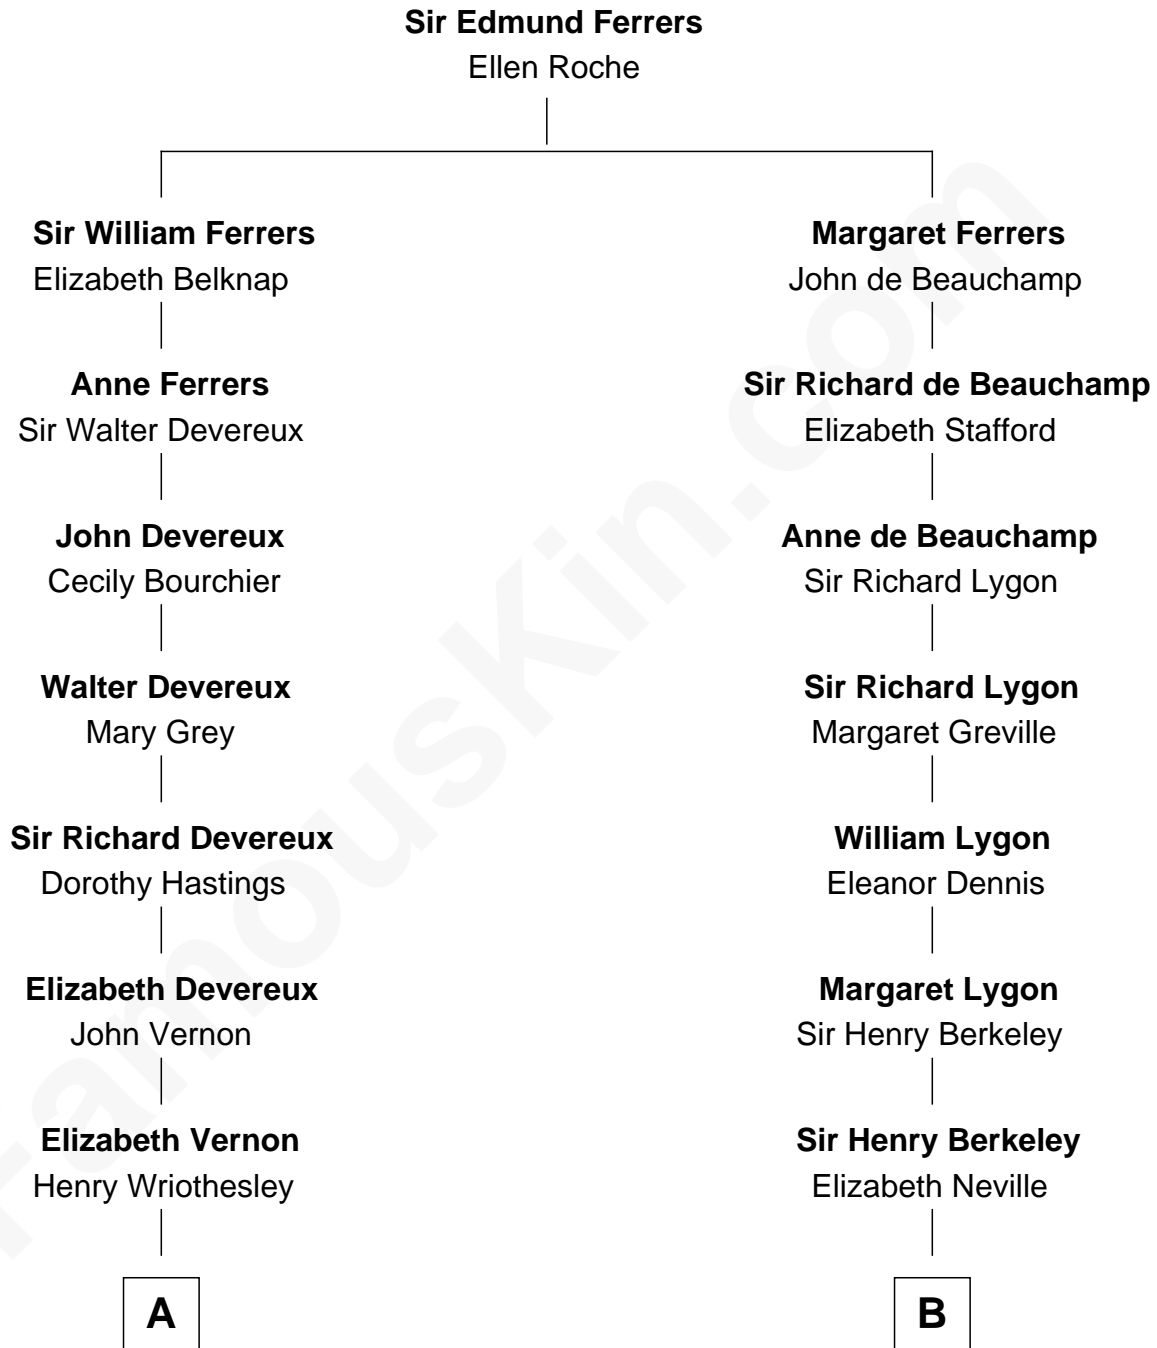 Sir Edmund Ferrers
Ellen Roche
Sir William Ferrers
Elizabeth Belknap
Margaret Ferrers
John de Beauchamp
Anne Ferrers
Sir Walter Devereux
Sir Richard de Beauchamp
Elizabeth Stafford
John Devereux
Cecily Bourchier
Anne de Beauchamp
Sir Richard Lygon
Walter Devereux
Mary Grey
Sir Richard Lygon
Margaret Greville
Sir Richard Devereux
Dorothy Hastings
William Lygon
Eleanor Dennis
Elizabeth Devereux
John Vernon
Margaret Lygon
Sir Henry Berkeley
Elizabeth Vernon
Henry Wriothesley
Sir Henry Berkeley
Elizabeth Neville
A
B
FamousKin.com